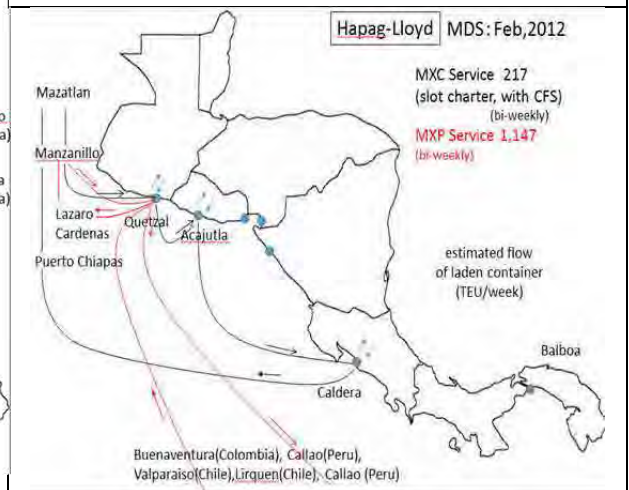 Hapag-Lloyd MDS: Feb,2012
MXC Service 217
(slot charter, with CFS)
(bi-weekly)
MXP Service 1,147
(bi-weekly)
Mazatlan
Manzanillo
Lazaro
Cardenas
Quetzal
Acajutla
Puerto Chiapas
estimated flow
of laden container
(TEU/week)
Balboa
Caldera
Buenaventura(Colombia), Callao(Peru),
Valparaiso(Chile),Lirquen(Chile), Callao (Peru)